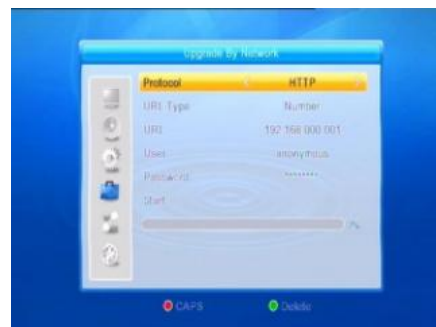 Upgrade By Network
Protocol HTTP
URL Type Number
URL 192.168.000.001
User anonymous
Password ********
Start
%
CAPS Delete